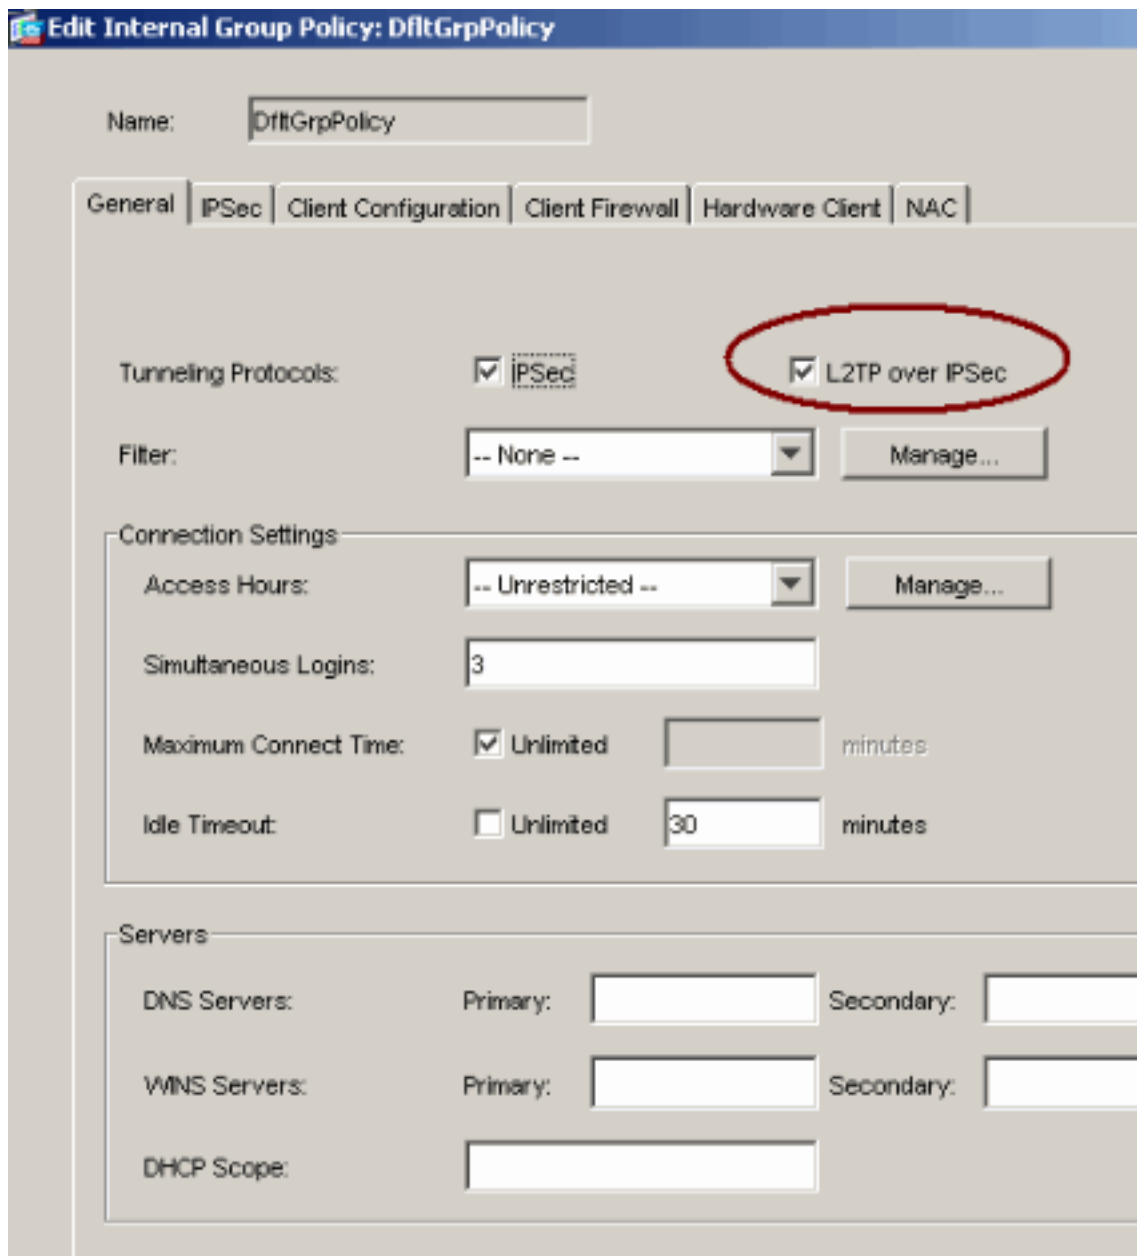 Edit Internal Group Policy: DfltGrpPolicy
Name: DfltGrpPolicy
General IPSec Client Configuration Client Firewall Hardware Client NAC
Tunneling Protocols: IPSec L2TP over IPSec
Filter: -- None -- Manage...
Connection Settings
Access Hours: -- Unrestricted -- Manage...
Simultaneous Logins: 3
Maximum Connect Time: Unlimited minutes
Idle Timeout: Unlimited 30 minutes
Servers
DNS Servers: Primary: Secondary:
WINS Servers: Primary: Secondary:
DHCP Scope: